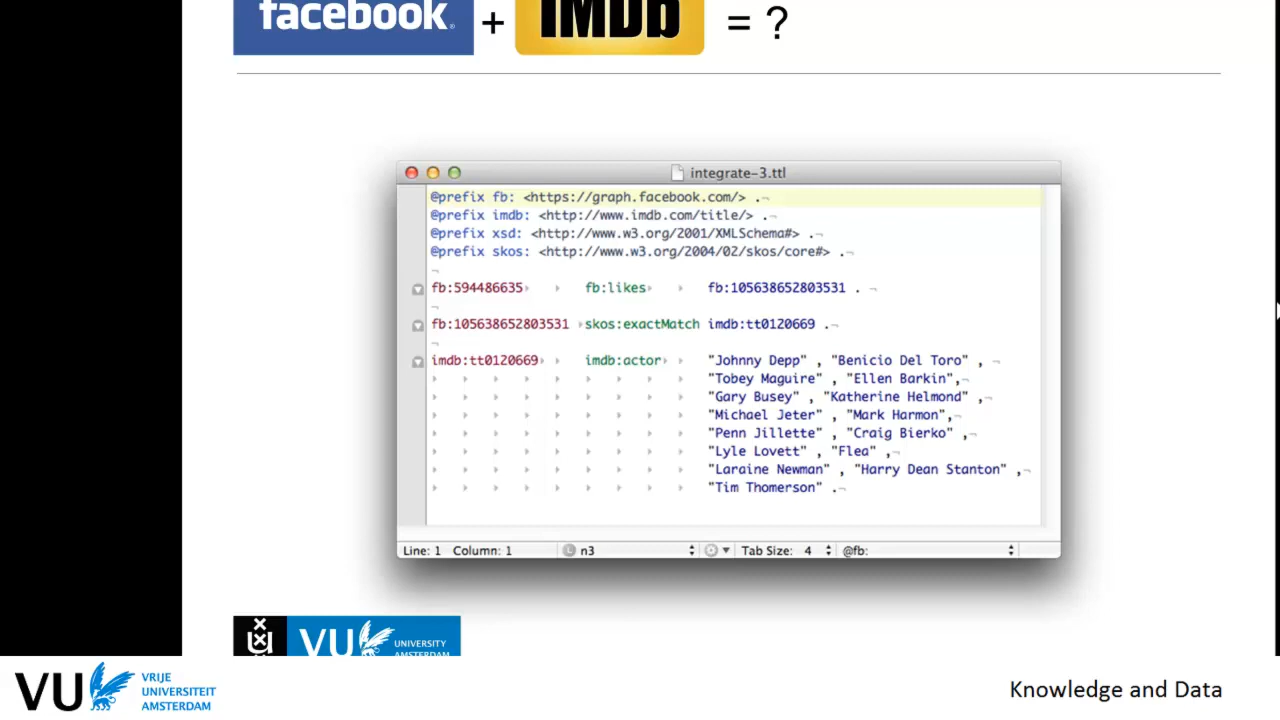 facebook® + IMDb = ?
integrate-3.ttl
@prefix fb: <https://graph.facebook.com/> .
@prefix imdb: <http://www.imdb.com/title/> .
@prefix xsd: <http://www.w3.org/2001/XMLSchema#> .
@prefix skos: <http://www.w3.org/2004/02/skos/core#> .
fb:594486635 fb:likes fb:105638652803531 .
fb:105638652803531 skos:exactMatch imdb:tt0120669 .
imdb:tt0120669 imdb:actor "Johnny Depp" , "Benicio Del Toro" ,
"Tobey Maguire" , "Ellen Barkin",
"Gary Busey" , "Katherine Helmond" ,
"Michael Jeter" , "Mark Harmon",
"Penn Jillette" , "Craig Bierko" ,
"Lyle Lovett" , "Flea" ,
"Laraine Newman" , "Harry Dean Stanton" ,
"Tim Thomerson" .
Line: 1 Column: 1 n3 Tab Size: 4 @fb:
VU UNIVERSITY
AMSTERDAM
VU VRIJE
UNIVERSITEIT
AMSTERDAM
Knowledge and Data